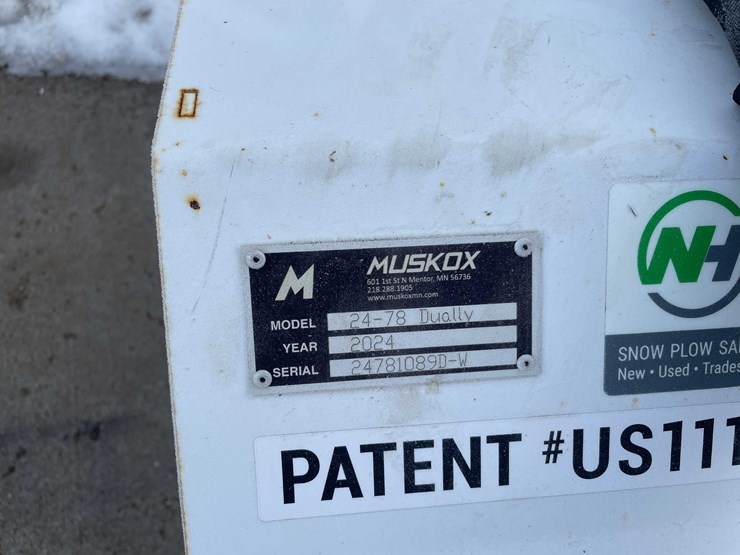 M
MUSKOX
601 1st St N Mentor, MN 56736
218.288.1905
www.muskoxmn.com
MODEL 24-78 Dually
YEAR 2024
SERIAL 24781089D-W
NH
SNOW PLOW SA
New • Used • Trades
PATENT #US111